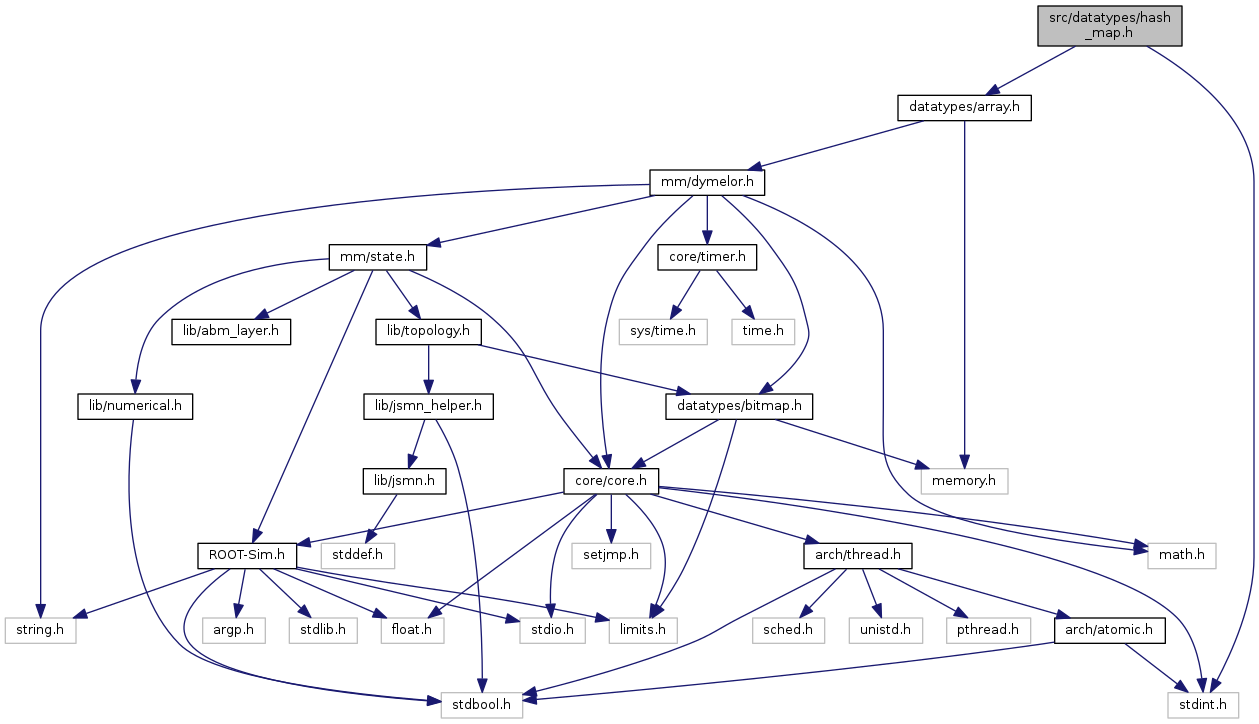 src/datatypes/hash
_map.h
datatypes/array.h
mm/dymelor.h
mm/state.h
core/timer.h
lib/abm_layer.h
lib/topology.h
sys/time.h
time.h
lib/numerical.h
lib/jsmn_helper.h
datatypes/bitmap.h
lib/jsmn.h
core/core.h
memory.h
ROOT-Sim.h
stddef.h
setjmp.h
arch/thread.h
math.h
string.h
argp.h
stdlib.h
float.h
stdio.h
limits.h
sched.h
unistd.h
pthread.h
arch/atomic.h
stdbool.h
stdint.h